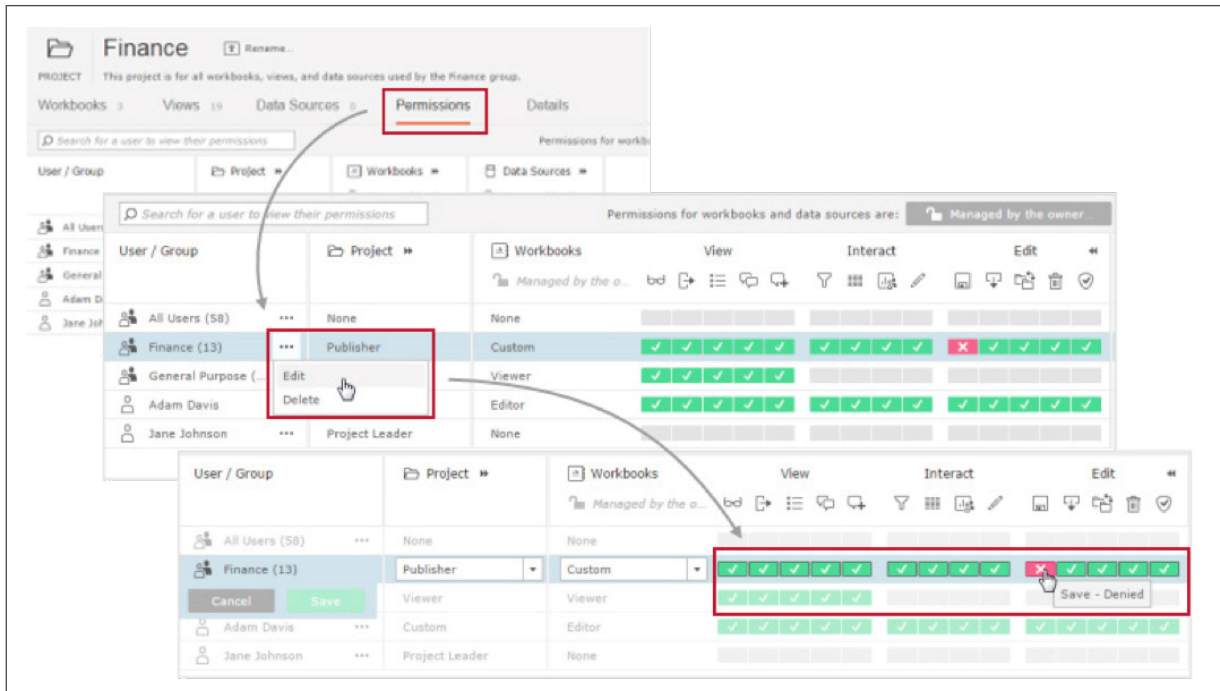 Finance Rename...
PROJECT This project is for all workbooks, views, and data sources used by the Finance group.
Workbooks 3 Views 19 Data Sources 0 Permissions Details
Search for a user to view their permissions Permissions for workb
User / Group Project Workbooks Data Sources
All Users
Finance
General
Adam D
Jane Joh
Search for a user to view their permissions Permissions for workbooks and data sources are: Managed by the owner...
User / Group Project Workbooks View Interact Edit
Managed by the o...
All Users (58) ... None None
Finance (13) ... Publisher Custom
General Purpose (... Viewer
Edit
Adam Davis Editor
Delete
Jane Johnson ... Project Leader None
User / Group Project Workbooks View Interact Edit
Managed by the o...
All Users (58) ... None None
Finance (13) Publisher Custom
Cancel Save Viewer Viewer
Save - Denied
Adam Davis ... Custom Editor
Jane Johnson ... Project Leader None